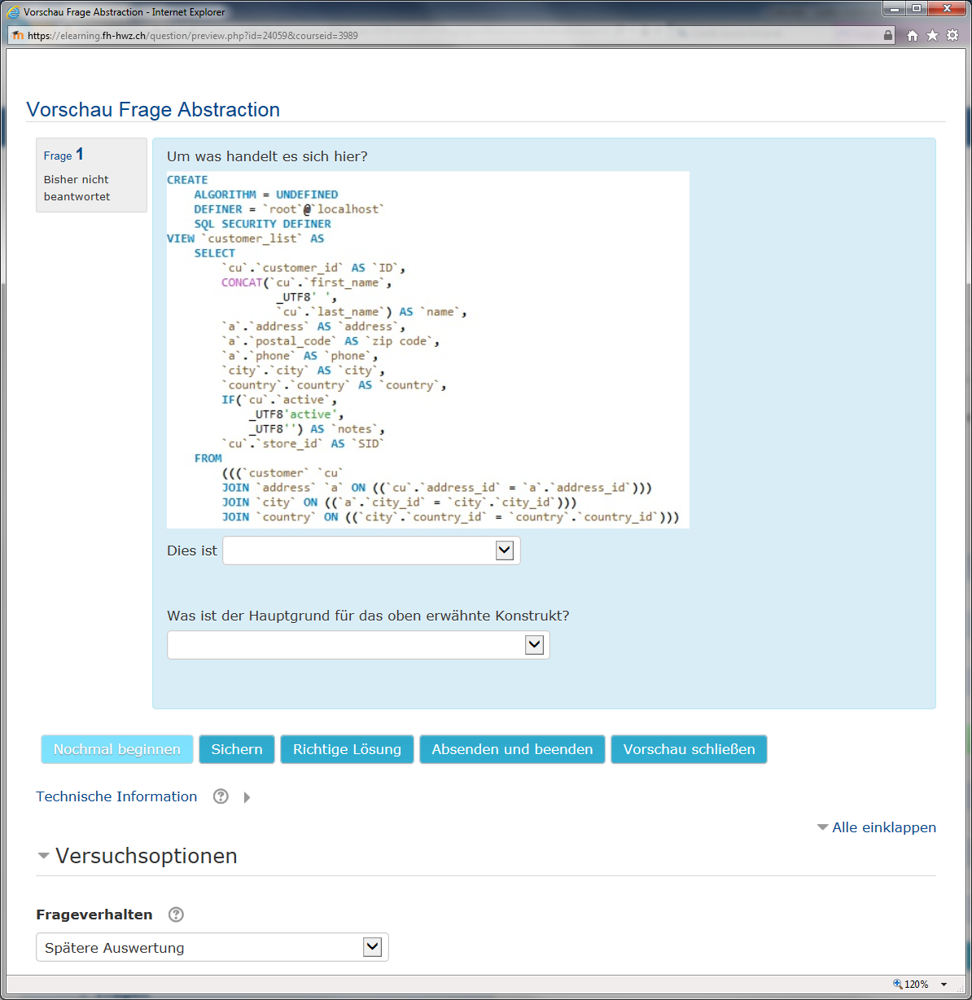 Vorschau Frage Abstraction - Internet Explorer
https://elearning.fh-hwz.ch/question/preview.php?id=24059&courseid=3989
Vorschau Frage Abstraction
Frage 1
Bisher nicht
beantwortet
Um was handelt es sich hier?
CREATE
ALGORITHM = UNDEFINED
DEFINER = `root`@`localhost`
SQL SECURITY DEFINER
VIEW `customer_list` AS
SELECT
`cu`.`customer_id` AS `ID`,
CONCAT(`cu`.`first_name`,
_UTF8' ',
`cu`.`last_name`) AS `name`,
`a`.`address` AS `address`,
`a`.`postal_code` AS `zip code`,
`a`.`phone` AS `phone`,
`city`.`city` AS `city`,
`country`.`country` AS `country`,
IF(`cu`.`active`,
_UTF8'active',
_UTF8'') AS `notes`,
`cu`.`store_id` AS `SID`
FROM
(((`customer` `cu`
JOIN `address` `a` ON ((`cu`.`address_id` = `a`.`address_id`)))
JOIN `city` ON ((`a`.`city_id` = `city`.`city_id`)))
JOIN `country` ON ((`city`.`country_id` = `country`.`country_id`)))
Dies ist
Was ist der Hauptgrund für das oben erwähnte Konstrukt?
Nochmal beginnen Sichern Richtige Lösung Absenden und beenden Vorschau schließen
Technische Information
Alle einklappen
Versuchsoptionen
Frageverhalten
Spätere Auswertung
120%